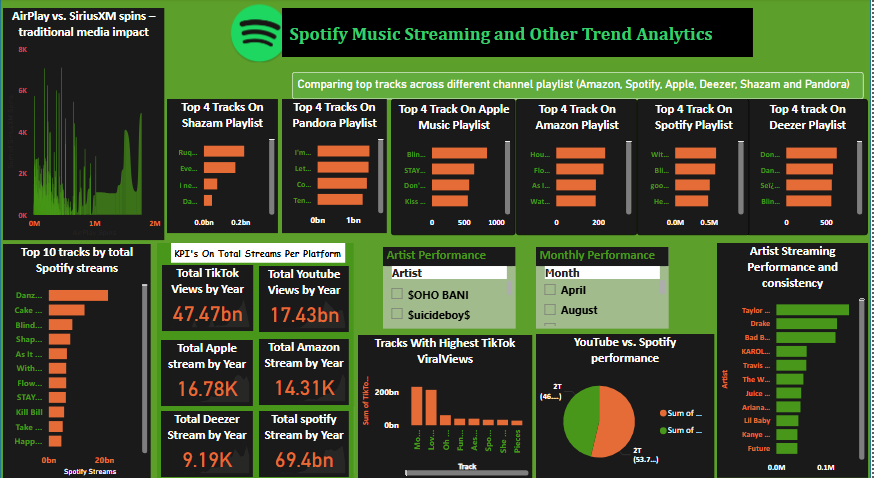 AirPlay vs. SiriusXM spins –
traditional media impact
8K
6K
4K
2K
0K
0M
1M
2M
Spotify Music Streaming and Other Trend Analytics
Comparing top tracks across different channel playlist (Amazon, Spotify, Apple, Deezer, Shazam and Pandora)
Top 4 Tracks On
Shazam Playlist
Ruq...
Eve...
I ne...
Da...
0.0bn
0.2bn
Top 4 Tracks On
Pandora Playlist
I'm...
Let...
Co...
Ten...
0bn
1bn
Top 4 Track On Apple
Music Playlist
Blin...
STAY...
Don'...
Kiss ...
0
500
1000
Top 4 Track On
Amazon Playlist
Hou...
Flo...
As I...
Wat...
0
200
Top 4 Track On
Spotify Playlist
Wit...
Bli...
goo...
He...
0.0M
0.5M
Top 4 track On
Deezer Playlist
Don...
Dan...
Sei/...
Blin...
0
500
Top 10 tracks by total
Spotify streams
Danz...
Cake ...
Blind...
Shap...
As It ...
With...
Flow...
STAY...
Kill Bill
Take ...
Happ...
0bn
20bn
Spotify Streams
KPI's On Total Streams Per Platform
Total TikTok
Views by Year
47.47bn
Total Youtube
Views by Year
17.43bn
Total Apple
stream by Year
16.78K
Total Amazon
Stream by Year
14.31K
Total Deezer
Stream by Year
9.19K
Total spotify
Stream by Year
69.4bn
Artist Performance
Artist
$OHO BANI
$uicideboy$
Monthly Performance
Month
April
August
Tracks With Highest TikTok
ViralViews
Sum of TikTo...
200bn
0bn
Mo...
Lov...
Oh ...
Fun...
Aes...
Spo...
She ...
Pieces
Track
YouTube vs. Spotify
performance
2T
(46....)
2T
(53.7...)
Sum of ...
Sum of ...
Artist Streaming
Performance and
consistency
Artist
Taylor ...
Drake
Bad B...
KAROL...
Travis ...
The W...
Juice ...
Ariana...
Lil Baby
Kanye ...
Future
0.0M
0.1M